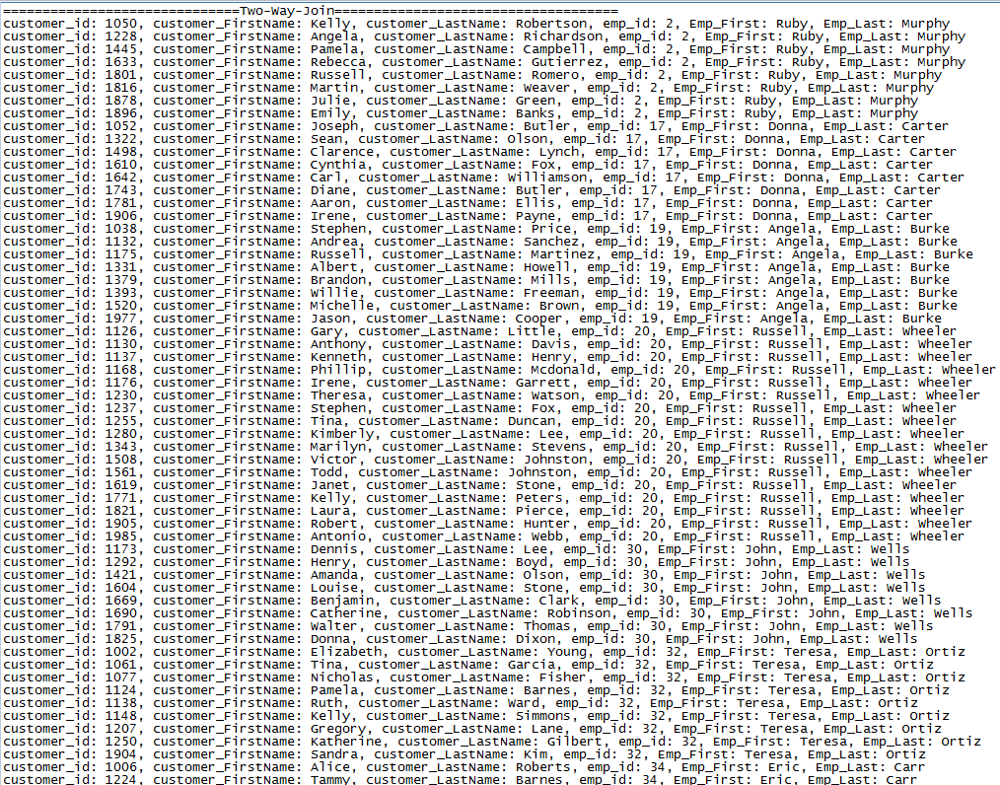 ==============================Two-Way-Join====================================
customer_id: 1050, customer_FirstName: Kelly, customer_LastName: Robertson, emp_id: 2, Emp_First: Ruby, Emp_Last: Murphy
customer_id: 1228, customer_FirstName: Angela, customer_LastName: Richardson, emp_id: 2, Emp_First: Ruby, Emp_Last: Murphy
customer_id: 1445, customer_FirstName: Pamela, customer_LastName: Campbell, emp_id: 2, Emp_First: Ruby, Emp_Last: Murphy
customer_id: 1633, customer_FirstName: Rebecca, customer_LastName: Gutierrez, emp_id: 2, Emp_First: Ruby, Emp_Last: Murphy
customer_id: 1801, customer_FirstName: Russell, customer_LastName: Romero, emp_id: 2, Emp_First: Ruby, Emp_Last: Murphy
customer_id: 1816, customer_FirstName: Martin, customer_LastName: Weaver, emp_id: 2, Emp_First: Ruby, Emp_Last: Murphy
customer_id: 1878, customer_FirstName: Julie, customer_LastName: Green, emp_id: 2, Emp_First: Ruby, Emp_Last: Murphy
customer_id: 1896, customer_FirstName: Emily, customer_LastName: Banks, emp_id: 2, Emp_First: Ruby, Emp_Last: Murphy
customer_id: 1052, customer_FirstName: Joseph, customer_LastName: Butler, emp_id: 17, Emp_First: Donna, Emp_Last: Carter
customer_id: 1322, customer_FirstName: Sean, customer_LastName: Olson, emp_id: 17, Emp_First: Donna, Emp_Last: Carter
customer_id: 1498, customer_FirstName: Clarence, customer_LastName: Lynch, emp_id: 17, Emp_First: Donna, Emp_Last: Carter
customer_id: 1610, customer_FirstName: Cynthia, customer_LastName: Fox, emp_id: 17, Emp_First: Donna, Emp_Last: Carter
customer_id: 1642, customer_FirstName: Carl, customer_LastName: Williamson, emp_id: 17, Emp_First: Donna, Emp_Last: Carter
customer_id: 1743, customer_FirstName: Diane, customer_LastName: Butler, emp_id: 17, Emp_First: Donna, Emp_Last: Carter
customer_id: 1781, customer_FirstName: Aaron, customer_LastName: Ellis, emp_id: 17, Emp_First: Donna, Emp_Last: Carter
customer_id: 1906, customer_FirstName: Irene, customer_LastName: Payne, emp_id: 17, Emp_First: Donna, Emp_Last: Carter
customer_id: 1038, customer_FirstName: Stephen, customer_LastName: Price, emp_id: 19, Emp_First: Angela, Emp_Last: Burke
customer_id: 1132, customer_FirstName: Andrea, customer_LastName: Sanchez, emp_id: 19, Emp_First: Angela, Emp_Last: Burke
customer_id: 1175, customer_FirstName: Russell, customer_LastName: Martinez, emp_id: 19, Emp_First: Angela, Emp_Last: Burke
customer_id: 1331, customer_FirstName: Albert, customer_LastName: Howell, emp_id: 19, Emp_First: Angela, Emp_Last: Burke
customer_id: 1379, customer_FirstName: Brandon, customer_LastName: Mills, emp_id: 19, Emp_First: Angela, Emp_Last: Burke
customer_id: 1393, customer_FirstName: Willie, customer_LastName: Freeman, emp_id: 19, Emp_First: Angela, Emp_Last: Burke
customer_id: 1520, customer_FirstName: Michelle, customer_LastName: Brown, emp_id: 19, Emp_First: Angela, Emp_Last: Burke
customer_id: 1977, customer_FirstName: Jason, customer_LastName: Cooper, emp_id: 19, Emp_First: Angela, Emp_Last: Burke
customer_id: 1126, customer_FirstName: Gary, customer_LastName: Little, emp_id: 20, Emp_First: Russell, Emp_Last: Wheeler
customer_id: 1130, customer_FirstName: Anthony, customer_LastName: Davis, emp_id: 20, Emp_First: Russell, Emp_Last: Wheeler
customer_id: 1137, customer_FirstName: Kenneth, customer_LastName: Henry, emp_id: 20, Emp_First: Russell, Emp_Last: Wheeler
customer_id: 1168, customer_FirstName: Phillip, customer_LastName: Mcdonald, emp_id: 20, Emp_First: Russell, Emp_Last: Wheeler
customer_id: 1176, customer_FirstName: Irene, customer_LastName: Garrett, emp_id: 20, Emp_First: Russell, Emp_Last: Wheeler
customer_id: 1230, customer_FirstName: Theresa, customer_LastName: Watson, emp_id: 20, Emp_First: Russell, Emp_Last: Wheeler
customer_id: 1237, customer_FirstName: Stephen, customer_LastName: Fox, emp_id: 20, Emp_First: Russell, Emp_Last: Wheeler
customer_id: 1255, customer_FirstName: Tina, customer_LastName: Duncan, emp_id: 20, Emp_First: Russell, Emp_Last: Wheeler
customer_id: 1280, customer_FirstName: Kimberly, customer_LastName: Lee, emp_id: 20, Emp_First: Russell, Emp_Last: Wheeler
customer_id: 1343, customer_FirstName: Marilyn, customer_LastName: Stevens, emp_id: 20, Emp_First: Russell, Emp_Last: Wheeler
customer_id: 1508, customer_FirstName: Victor, customer_LastName: Johnston, emp_id: 20, Emp_First: Russell, Emp_Last: Wheeler
customer_id: 1561, customer_FirstName: Todd, customer_LastName: Johnston, emp_id: 20, Emp_First: Russell, Emp_Last: Wheeler
customer_id: 1619, customer_FirstName: Janet, customer_LastName: Stone, emp_id: 20, Emp_First: Russell, Emp_Last: Wheeler
customer_id: 1771, customer_FirstName: Kelly, customer_LastName: Peters, emp_id: 20, Emp_First: Russell, Emp_Last: Wheeler
customer_id: 1821, customer_FirstName: Laura, customer_LastName: Pierce, emp_id: 20, Emp_First: Russell, Emp_Last: Wheeler
customer_id: 1905, customer_FirstName: Robert, customer_LastName: Hunter, emp_id: 20, Emp_First: Russell, Emp_Last: Wheeler
customer_id: 1985, customer_FirstName: Antonio, customer_LastName: Webb, emp_id: 20, Emp_First: Russell, Emp_Last: Wheeler
customer_id: 1173, customer_FirstName: Dennis, customer_LastName: Lee, emp_id: 30, Emp_First: John, Emp_Last: Wells
customer_id: 1292, customer_FirstName: Henry, customer_LastName: Boyd, emp_id: 30, Emp_First: John, Emp_Last: Wells
customer_id: 1421, customer_FirstName: Amanda, customer_LastName: Olson, emp_id: 30, Emp_First: John, Emp_Last: Wells
customer_id: 1604, customer_FirstName: Louise, customer_LastName: Stone, emp_id: 30, Emp_First: John, Emp_Last: Wells
customer_id: 1669, customer_FirstName: Benjamin, customer_LastName: Clark, emp_id: 30, Emp_First: John, Emp_Last: Wells
customer_id: 1690, customer_FirstName: Catherine, customer_LastName: Robinson, emp_id: 30, Emp_First: John, Emp_Last: Wells
customer_id: 1791, customer_FirstName: Walter, customer_LastName: Thomas, emp_id: 30, Emp_First: John, Emp_Last: Wells
customer_id: 1825, customer_FirstName: Donna, customer_LastName: Dixon, emp_id: 30, Emp_First: John, Emp_Last: Wells
customer_id: 1002, customer_FirstName: Elizabeth, customer_LastName: Young, emp_id: 32, Emp_First: Teresa, Emp_Last: Ortiz
customer_id: 1061, customer_FirstName: Tina, customer_LastName: Garcia, emp_id: 32, Emp_First: Teresa, Emp_Last: Ortiz
customer_id: 1077, customer_FirstName: Nicholas, customer_LastName: Fisher, emp_id: 32, Emp_First: Teresa, Emp_Last: Ortiz
customer_id: 1124, customer_FirstName: Pamela, customer_LastName: Barnes, emp_id: 32, Emp_First: Teresa, Emp_Last: Ortiz
customer_id: 1138, customer_FirstName: Ruth, customer_LastName: Ward, emp_id: 32, Emp_First: Teresa, Emp_Last: Ortiz
customer_id: 1148, customer_FirstName: Kelly, customer_LastName: Simmons, emp_id: 32, Emp_First: Teresa, Emp_Last: Ortiz
customer_id: 1207, customer_FirstName: Gregory, customer_LastName: Lane, emp_id: 32, Emp_First: Teresa, Emp_Last: Ortiz
customer_id: 1250, customer_FirstName: Katherine, customer_LastName: Gilbert, emp_id: 32, Emp_First: Teresa, Emp_Last: Ortiz
customer_id: 1904, customer_FirstName: Sandra, customer_LastName: Kim, emp_id: 32, Emp_First: Teresa, Emp_Last: Ortiz
customer_id: 1006, customer_FirstName: Alice, customer_LastName: Roberts, emp_id: 34, Emp_First: Eric, Emp_Last: Carr
customer_id: 1224, customer_FirstName: Tammy, customer_LastName: Barnes, emp_id: 34, Emp_First: Eric, Emp_Last: Carr